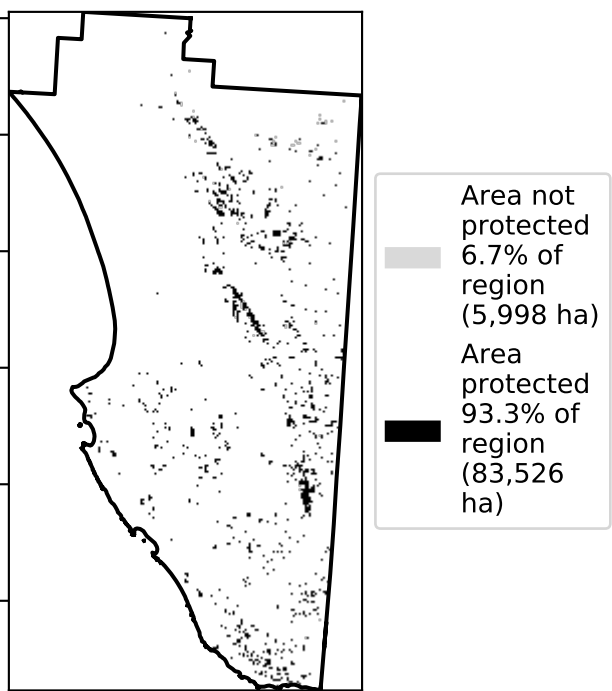 Area not
protected
6.7% of
region
(5,998 ha)
Area
protected
93.3% of
region
(83,526
ha)